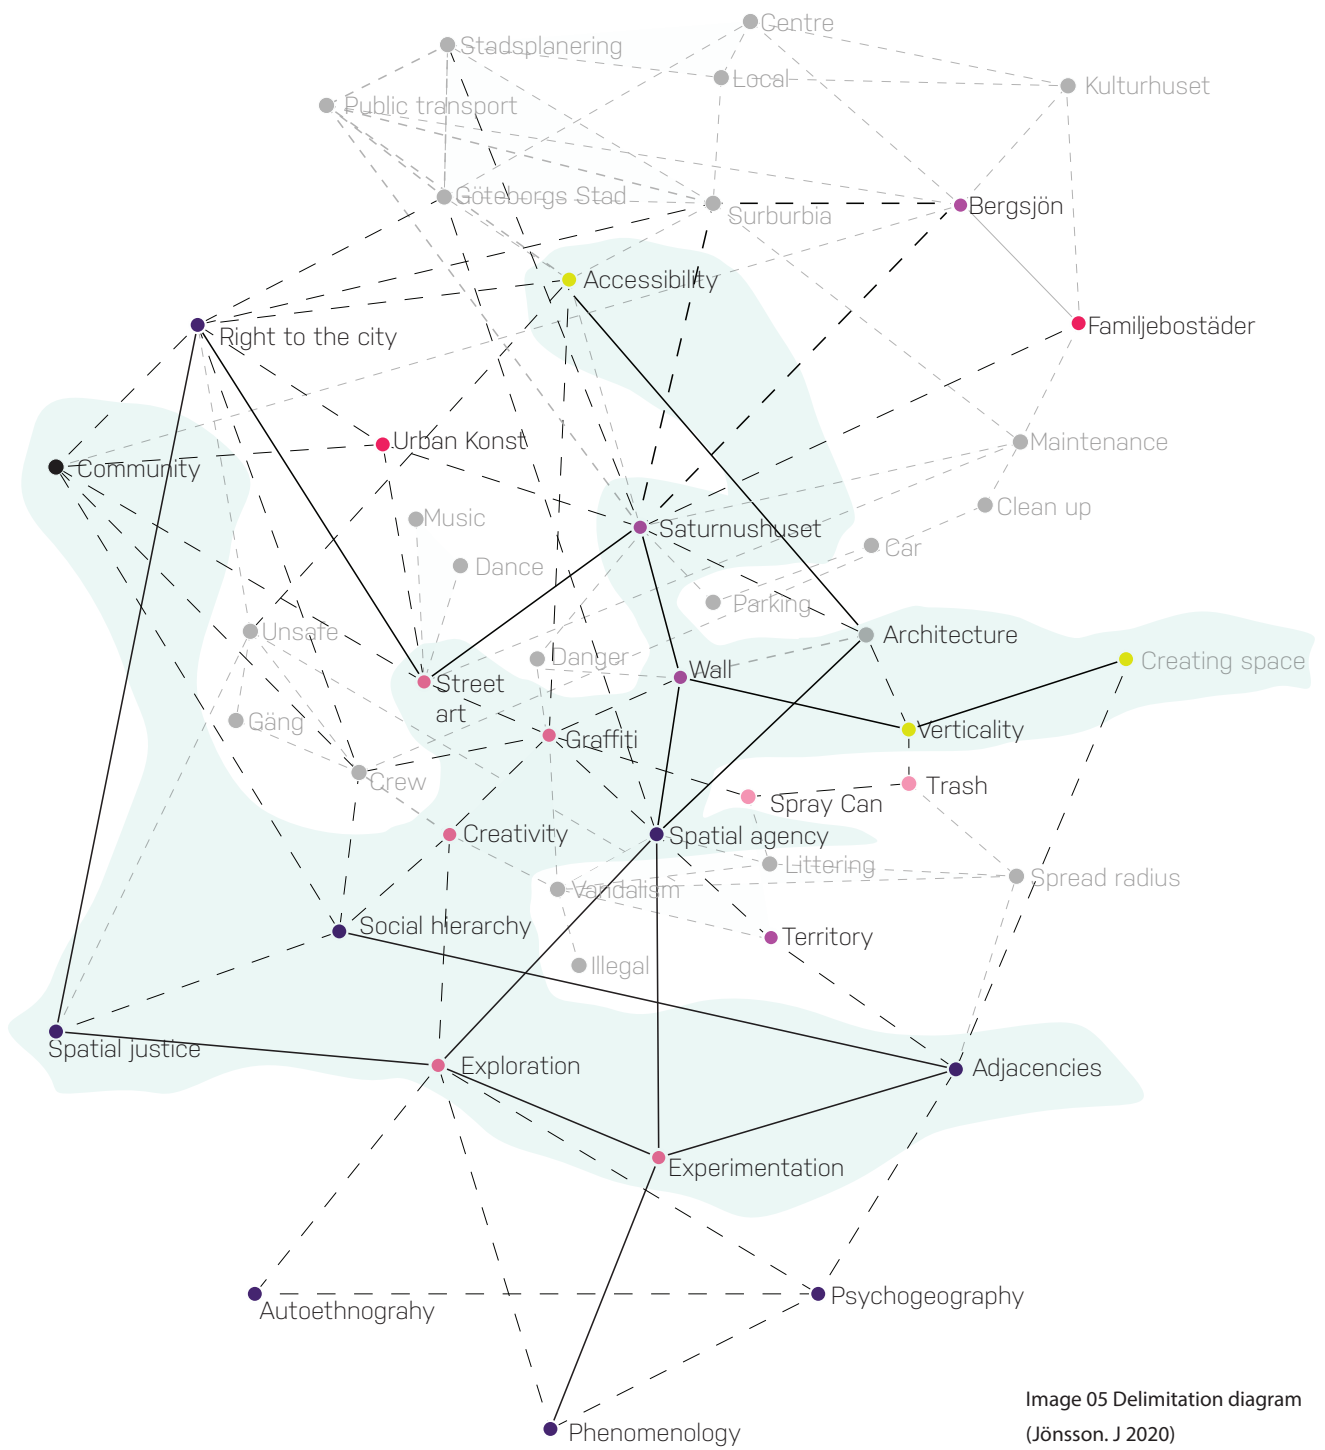 Centre
Stadsplanering
Local
Kulturhuset
Public transport
Göteborgs Stad
Surburbia
Bergsjön
Accessibility
Right to the city
Familjebostäder
Urban Konst
Maintenance
Community
Clean up
Music
Saturnushuset
Car
Dance
Parking
Unsafe
Architecture
Danger
Creating space
Wall
Street
art
Gäng
Graffiti
Verticality
Crew
Trash
Spray Can
Creativity
Spatial agency
Littering
Vandalism
Spread radius
Social hierarchy
Territory
Illegal
Spatial justice
Exploration
Adjacencies
Experimentation
Psychogeography
Autoethnograhy
Phenomenology
Image 05 Delimitation diagram
(Jönsson. J 2020)